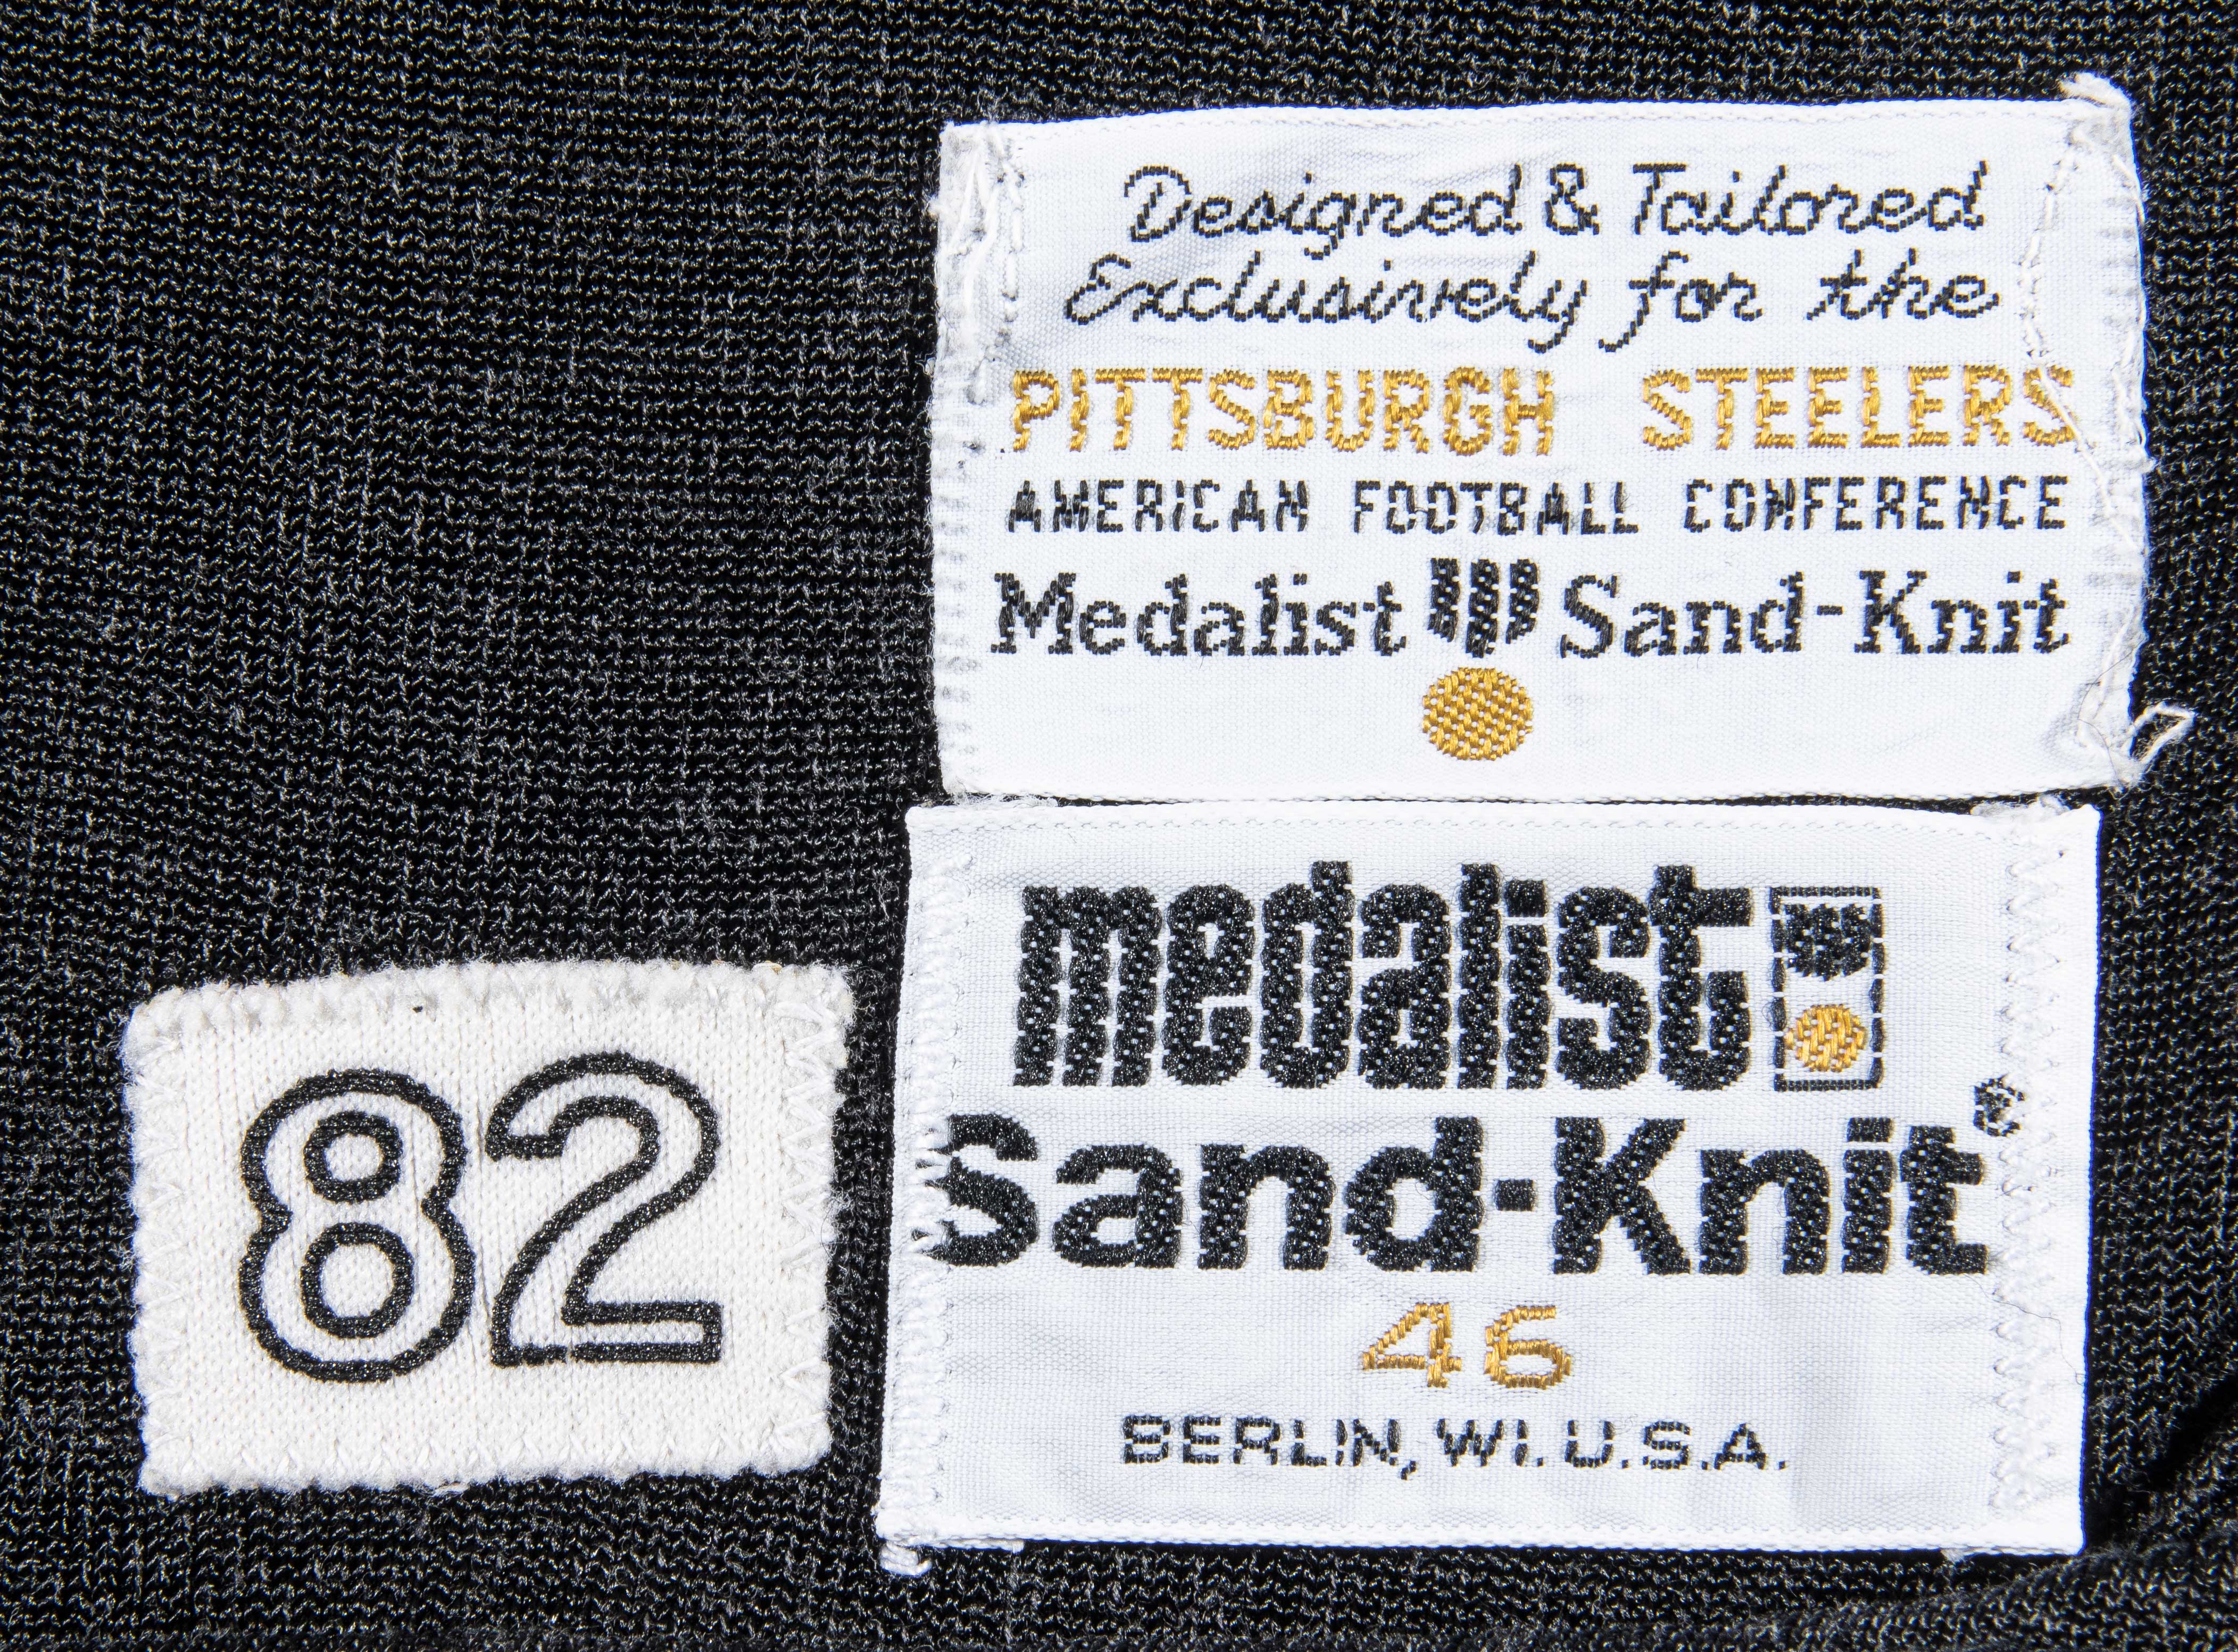 Designed & Tailored
Exclusively for the
PITTSBURGH STEELERS
AMERICAN FOOTBALL CONFERENCE
Medalist Sand-Knit
medalist
Sand-Knit®
46
BERLIN, WI. U.S.A.
82